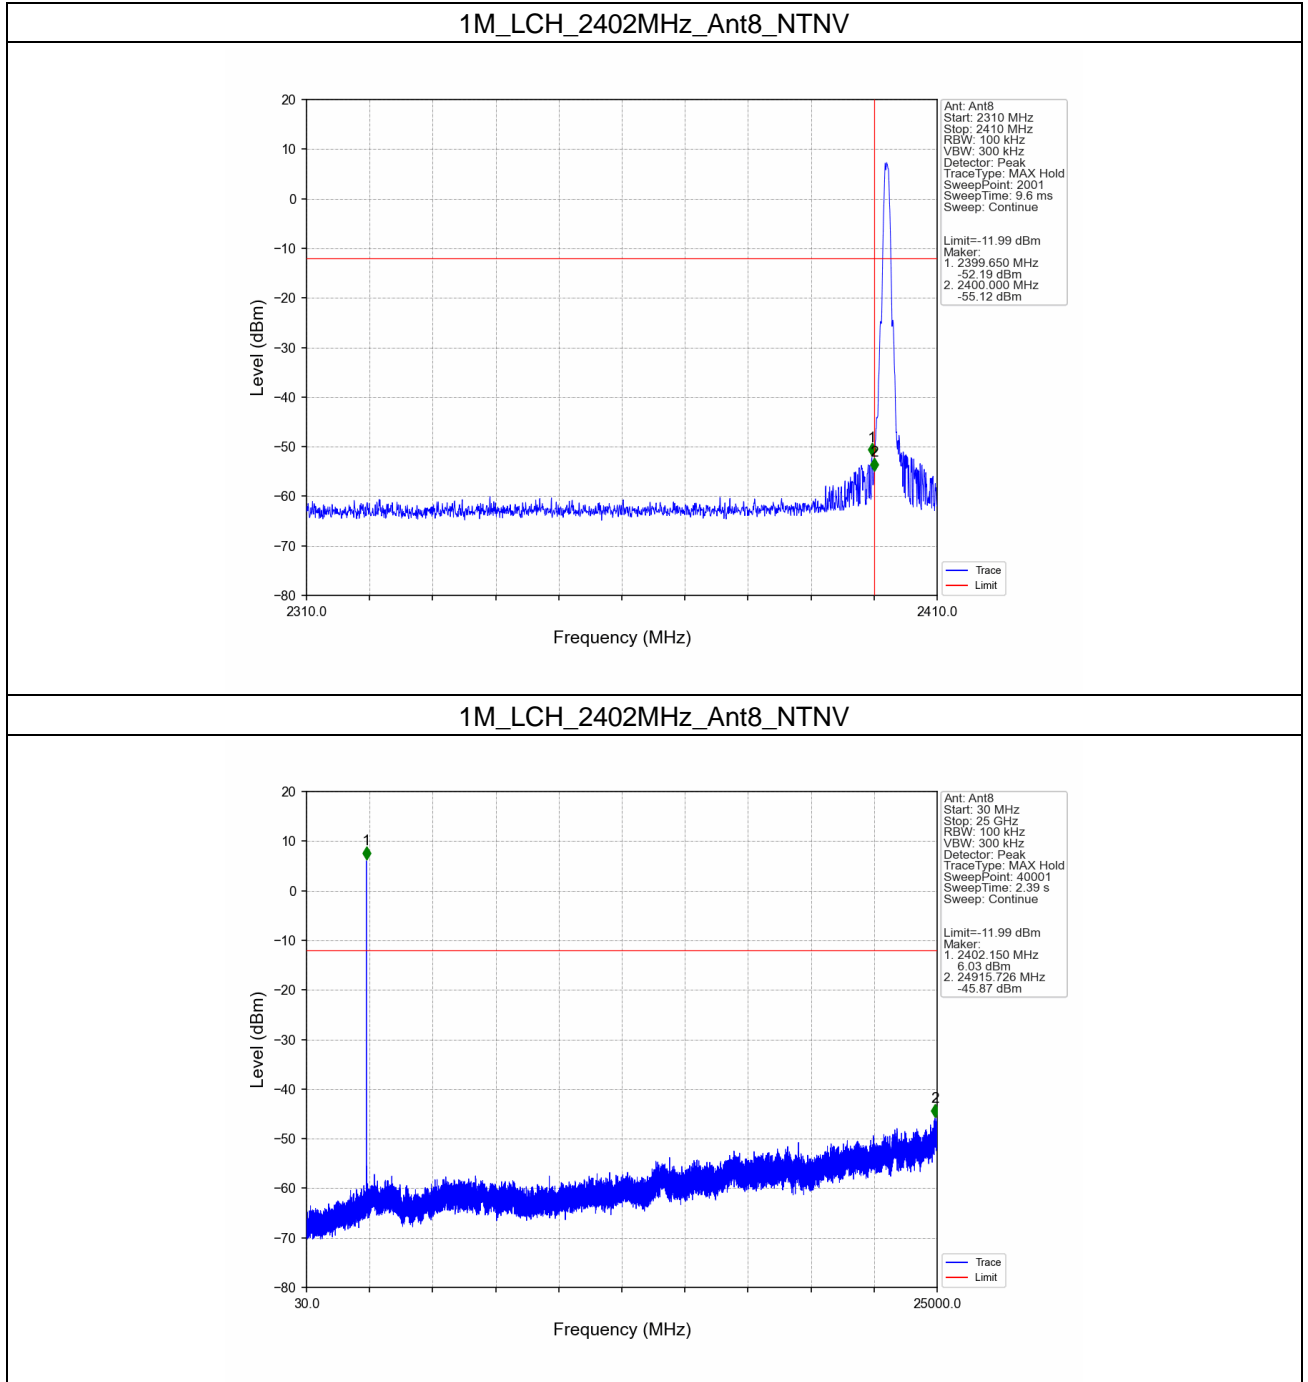 1M_LCH_2402MHz_Ant8_NTNV
20
10
0
−10
−20
−30
−40
−50
−60
−70
−80
Level (dBm)
1
2
2310.0
2410.0
Frequency (MHz)
Ant: Ant8
Start: 2310 MHz
Stop: 2410 MHz
RBW: 100 kHz
VBW: 300 kHz
Detector: Peak
TraceType: MAX Hold
SweepPoint: 2001
SweepTime: 9.6 ms
Sweep: Continue
Limit=-11.99 dBm
Maker:
1. 2399.650 MHz
-52.19 dBm
2. 2400.000 MHz
-55.12 dBm
Trace
Limit
1M_LCH_2402MHz_Ant8_NTNV
20
10
0
−10
−20
−30
−40
−50
−60
−70
−80
Level (dBm)
1
2
30.0
25000.0
Frequency (MHz)
Ant: Ant8
Start: 30 MHz
Stop: 25 GHz
RBW: 100 kHz
VBW: 300 kHz
Detector: Peak
TraceType: MAX Hold
SweepPoint: 40001
SweepTime: 2.39 s
Sweep: Continue
Limit=-11.99 dBm
Maker:
1. 2402.150 MHz
6.03 dBm
2. 24915.726 MHz
-45.87 dBm
Trace
Limit